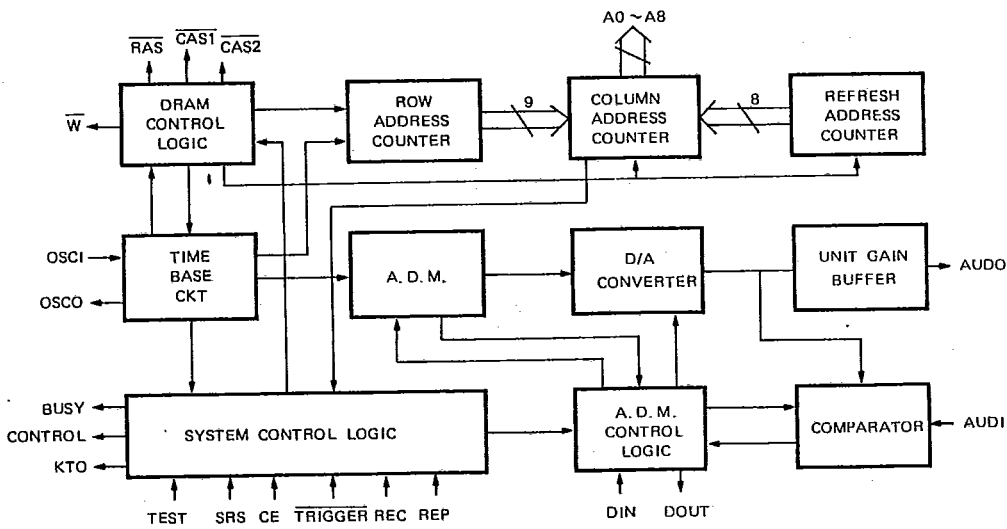 A0 ~ A8
RAS CAS1 CAS2
DRAM
CONTROL
LOGIC
W
ROW
ADDRESS
COUNTER
9
COLUMN
ADDRESS
COUNTER
8
REFRESH
ADDRESS
COUNTER
OSCI
OSCO
TIME
BASE
CKT
A.D.M.
D/A
CONVERTER
UNIT GAIN
BUFFER
AUDO
BUSY
CONTROL
KTO
SYSTEM CONTROL LOGIC
A.D.M.
CONTROL
LOGIC
COMPARATOR
AUDI
TEST SRS CE TRIGGER REC REP
DIN DOUT